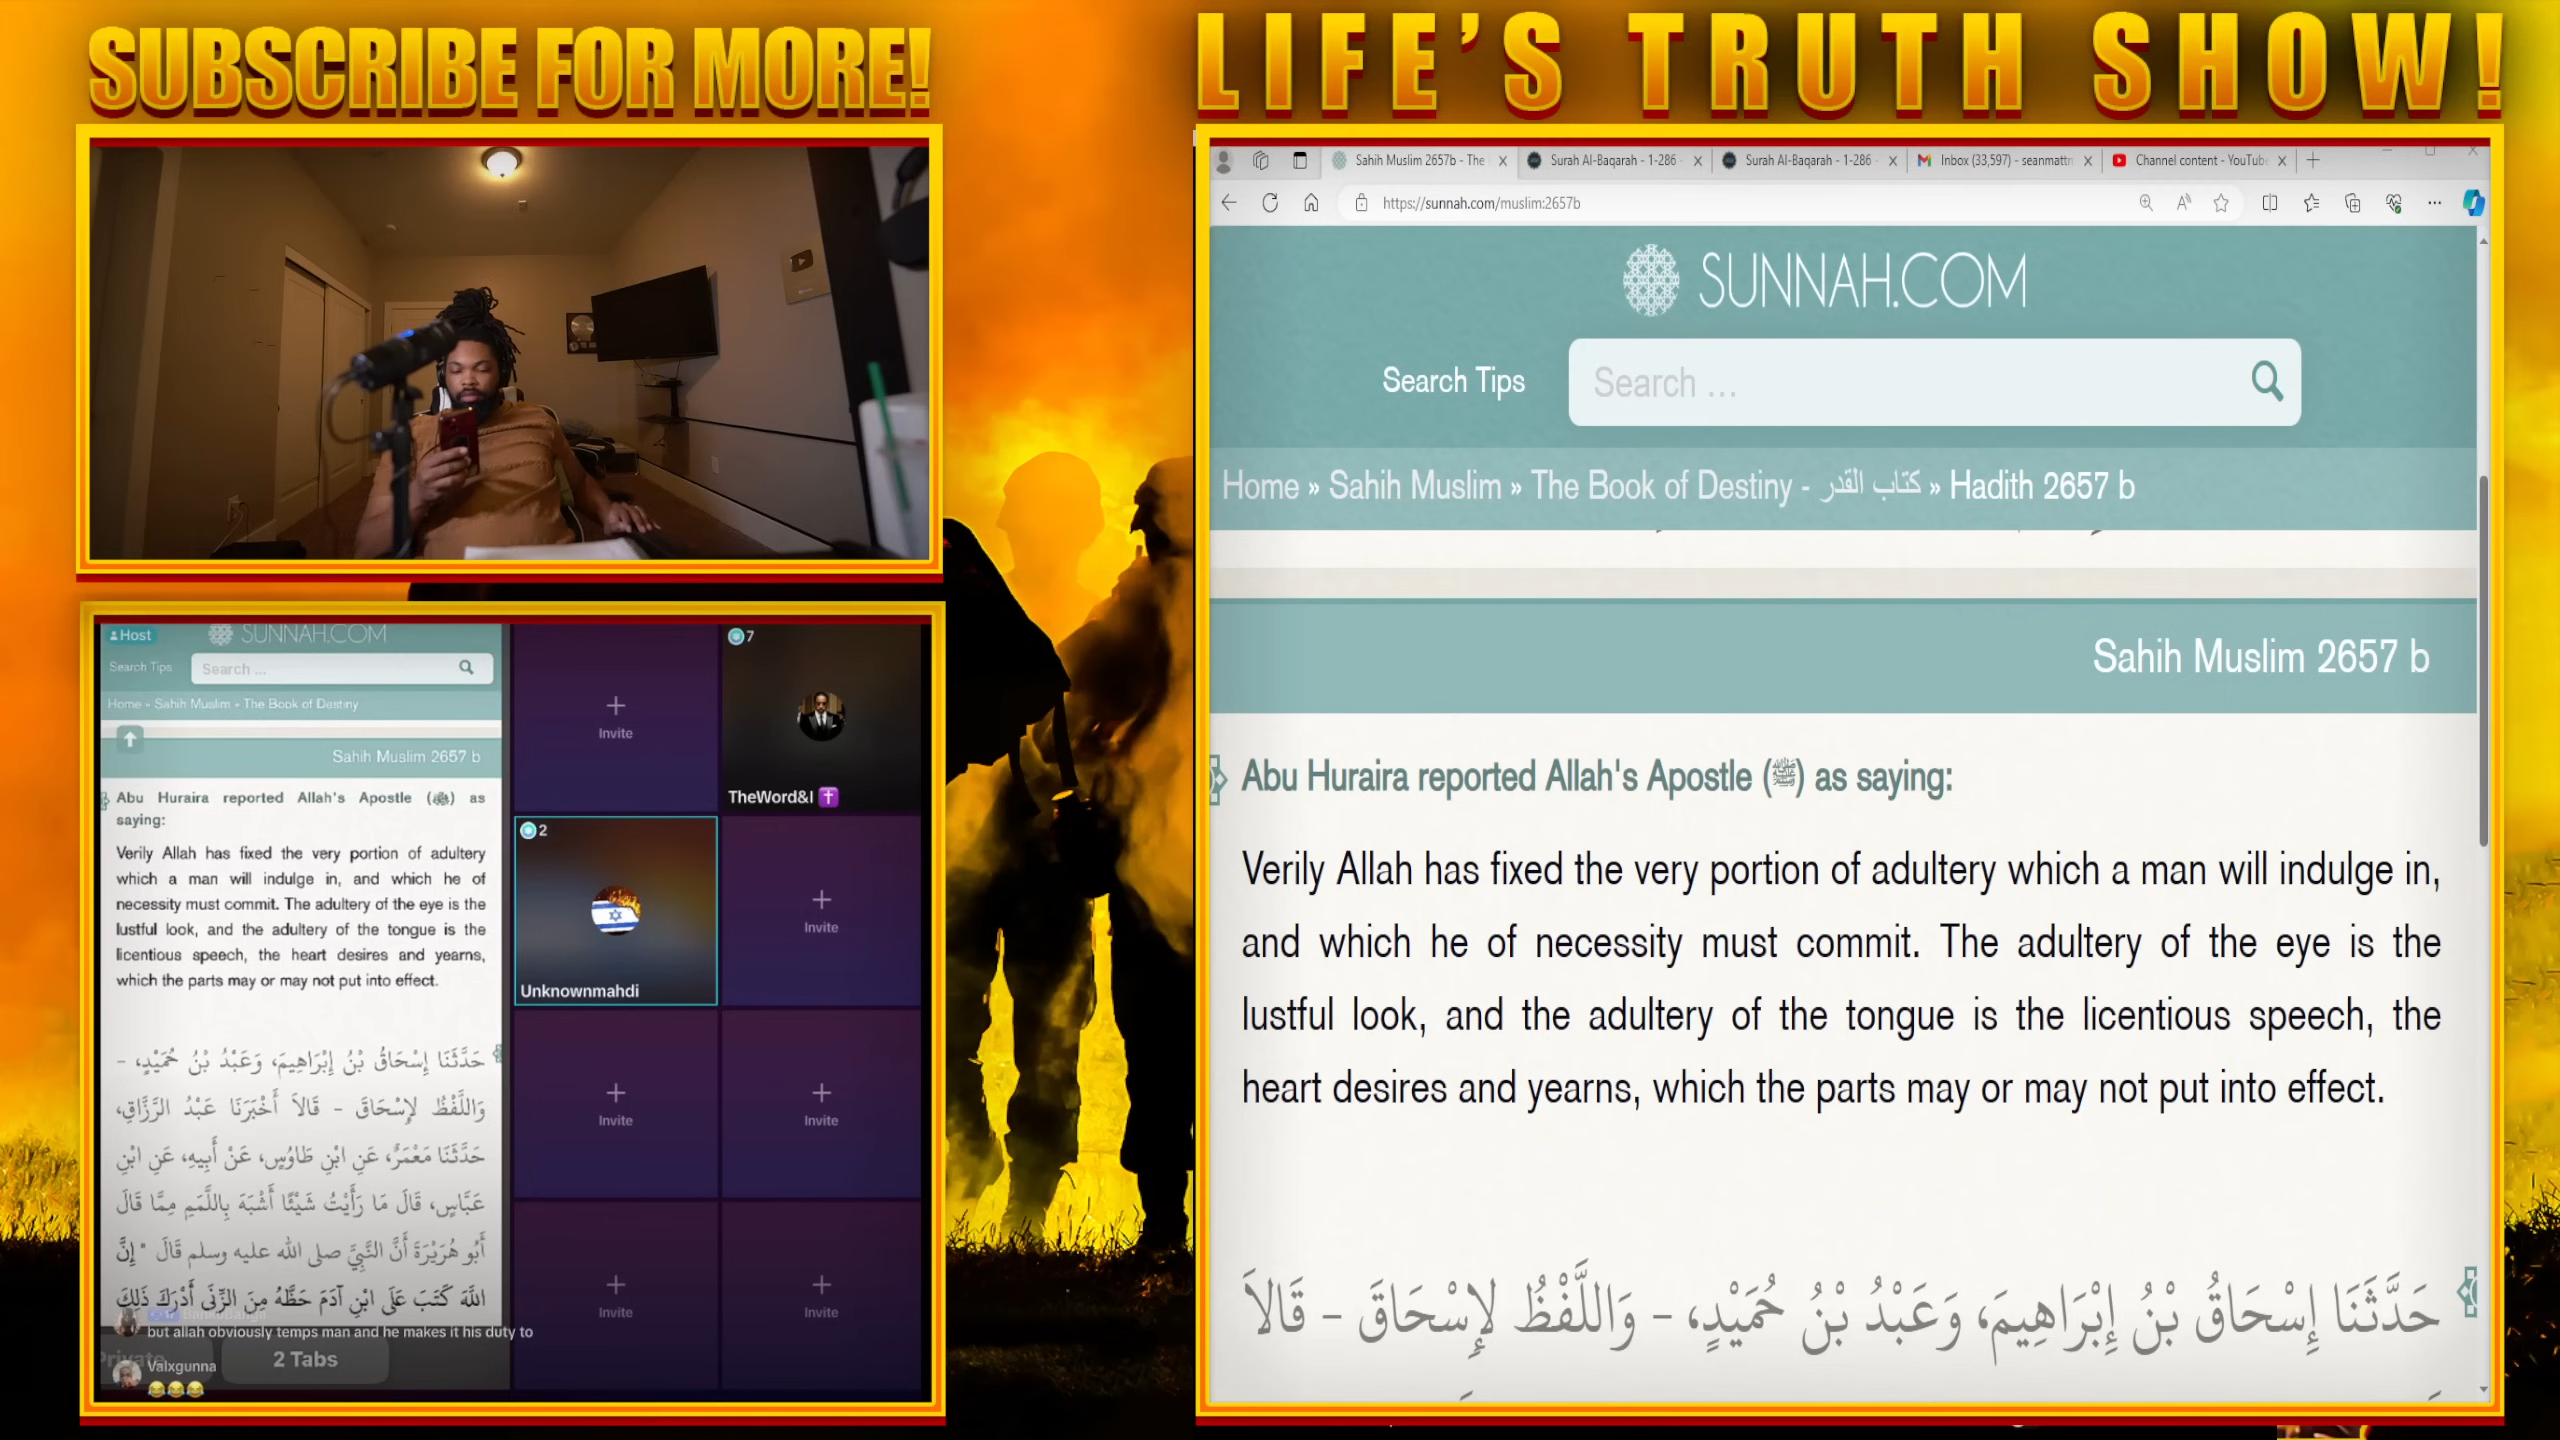 SUBSCRIBE FOR MORE!
LIFE'S TRUTH SHOW!
Host
SUNNAH.COM
Search Tips
Search ...
Home » Sahih Muslim » The Book of Destiny
Sahih Muslim 2657 b
Abu Huraira reported Allah's Apostle (ﷺ) as
saying:
Verily Allah has fixed the very portion of adultery
which a man will indulge in, and which he of
necessity must commit. The adultery of the eye is the
lustful look, and the adultery of the tongue is the
licentious speech, the heart desires and yearns,
which the parts may or may not put into effect.
حَدَّثَنَا إِسْحَاقُ بْنُ إِبْرَاهِيمَ، وَعَبْدُ بْنُ حُمَيْدٍ، -
وَاللَّفْظُ لإِسْحَاقَ - قَالاَ أَخْبَرَنَا عَبْدُ الرَّزَّاقِ،
حَدَّثَنَا مَعْمَرٌ، عَنِ ابْنِ طَاوُسٍ، عَنْ أَبِيهِ، عَنِ ابْنِ
عَبَّاسٍ، قَالَ مَا رَأَيْتُ شَيْئًا أَشْبَهَ بِاللَّمَمِ مِمَّا قَالَ
أَبُو هُرَيْرَةَ أَنَّ النَّبِيَّ صلى الله عليه وسلم قَالَ " إِنَّ
اللَّهَ كَتَبَ عَلَى ابْنِ آدَمَ حَظَّهُ مِنَ الزِّنَى أَدْرَكَ ذَلِكَ
but allah obviously temps man and he makes it his duty to
Private
2 Tabs
Valxgunna
😂😂😂
Invite
7
TheWord&I ✝️
2
Unknownmahdi
Invite
Invite
Invite
Invite
Invite
Sahih Muslim 2657b - The
Surah Al-Baqarah - 1-286
Surah Al-Baqarah - 1-286
Inbox (33,597) - seanmattn
Channel content - YouTube
https://sunnah.com/muslim:2657b
SUNNAH.COM
Search Tips
Search ...
Home » Sahih Muslim » The Book of Destiny - كتاب القدر » Hadith 2657 b
Sahih Muslim 2657 b
Abu Huraira reported Allah's Apostle (ﷺ) as saying:
Verily Allah has fixed the very portion of adultery which a man will indulge in,
and which he of necessity must commit. The adultery of the eye is the
lustful look, and the adultery of the tongue is the licentious speech, the
heart desires and yearns, which the parts may or may not put into effect.
حَدَّثَنَا إِسْحَاقُ بْنُ إِبْرَاهِيمَ، وَعَبْدُ بْنُ حُمَيْدٍ، - وَاللَّفْظُ لإِسْحَاقَ - قَالاَ